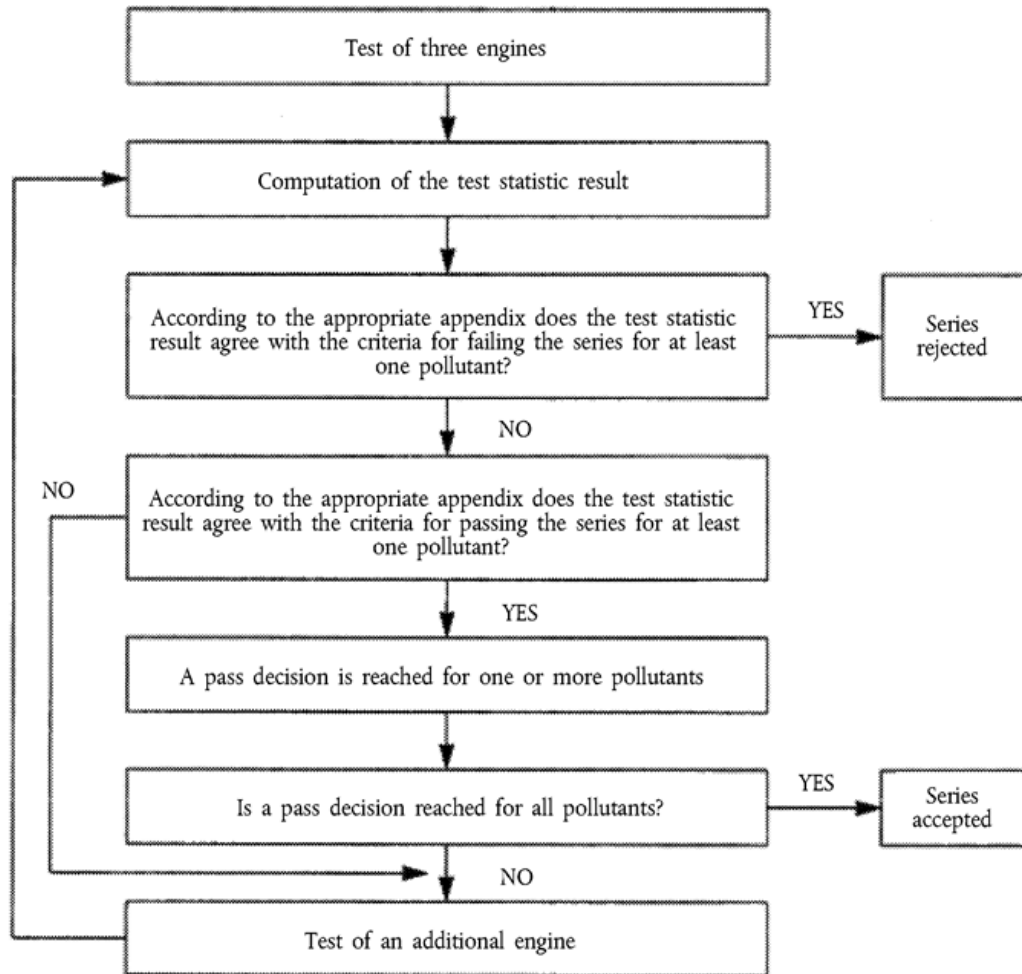 Test of three engines
Computation of the test statistic result
According to the appropriate appendix does the test statistic
result agree with the criteria for failing the series for at least
one pollutant?
YES
Series
rejected
NO
NO
According to the appropriate appendix does the test statistic
result agree with the criteria for passing the series for at least
one pollutant?
YES
A pass decision is reached for one or more pollutants
Is a pass decision reached for all pollutants?
YES
Series
accepted
NO
Test of an additional engine